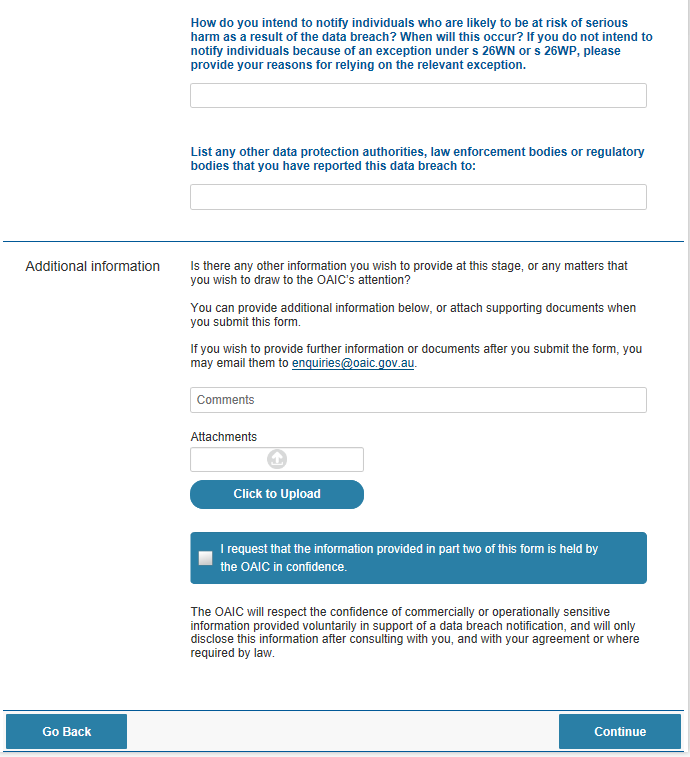 How do you intend to notify individuals who are likely to be at risk of serious
harm as a result of the data breach? When will this occur? If you do not intend to
notify individuals because of an exception under s 26WN or s 26WP, please
provide your reasons for relying on the relevant exception.
List any other data protection authorities, law enforcement bodies or regulatory
bodies that you have reported this data breach to:
Additional information
Is there any other information you wish to provide at this stage, or any matters that
you wish to draw to the OAIC's attention?
You can provide additional information below, or attach supporting documents when
you submit this form.
If you wish to provide further information or documents after you submit the form, you
may email them to enquiries@oaic.gov.au.
Comments
Attachments
Click to Upload
I request that the information provided in part two of this form is held by
the OAIC in confidence.
The OAIC will respect the confidence of commercially or operationally sensitive
information provided voluntarily in support of a data breach notification, and will only
disclose this information after consulting with you, and with your agreement or where
required by law.
Go Back
Continue